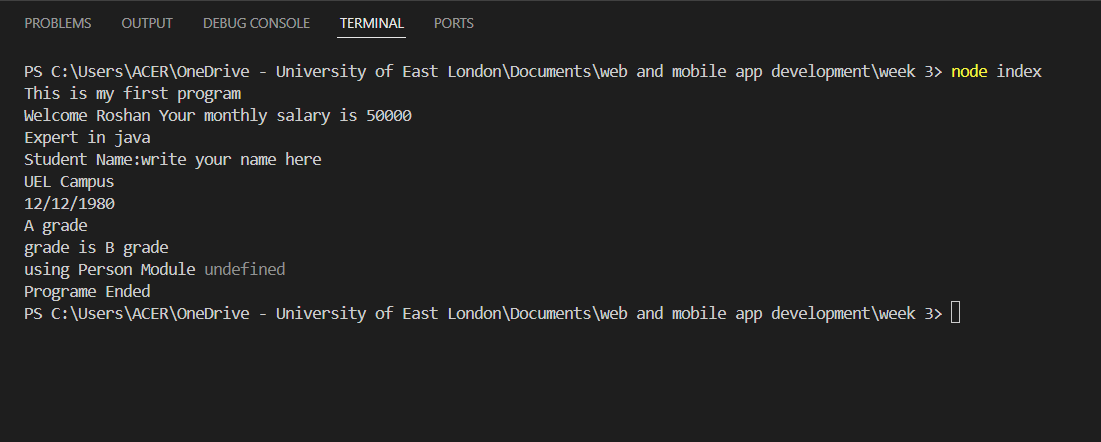 PROBLEMS OUTPUT DEBUG CONSOLE TERMINAL PORTS
PS C:\Users\ACER\OneDrive - University of East London\Documents\web and mobile app development\week 3> node index
This is my first program
Welcome Roshan Your monthly salary is 50000
Expert in java
Student Name:write your name here
UEL Campus
12/12/1980
A grade
grade is B grade
using Person Module undefined
Programe Ended
PS C:\Users\ACER\OneDrive - University of East London\Documents\web and mobile app development\week 3>